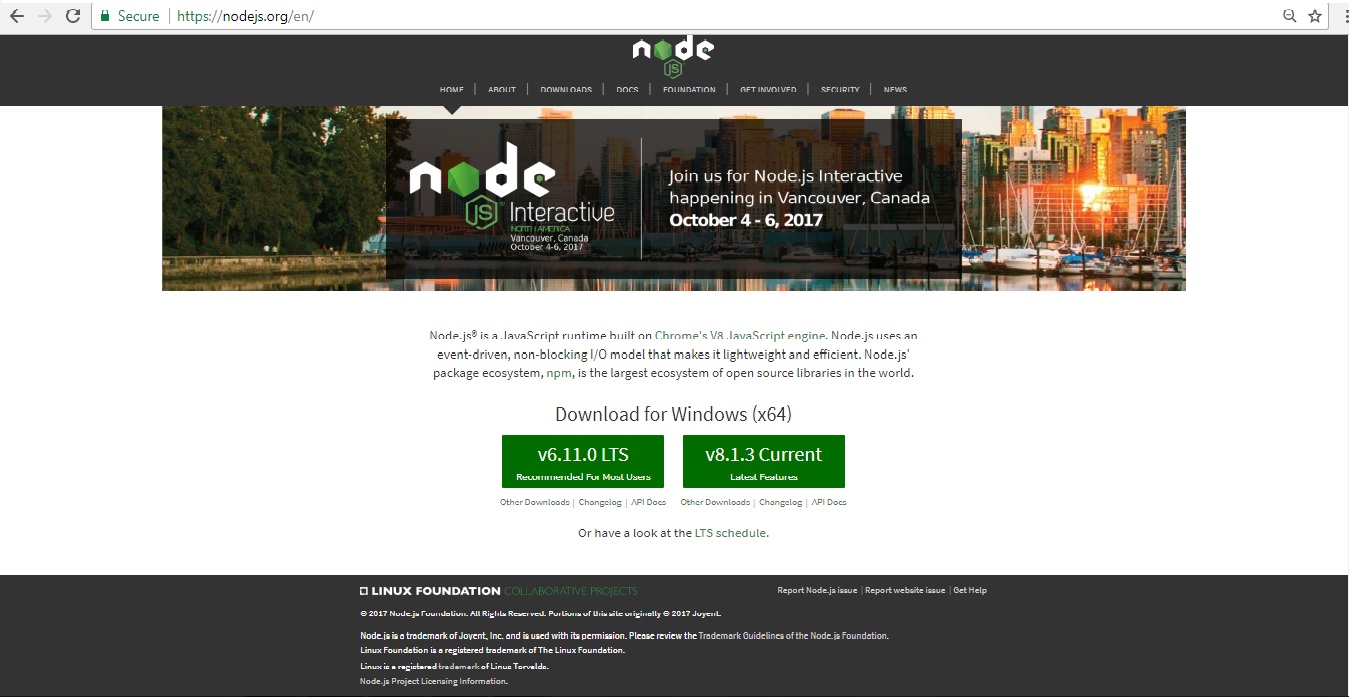 Secure https://nodejs.org/en/
node
JS
HOME | ABOUT | DOWNLOADS | DOCS | FOUNDATION | GET INVOLVED | SECURITY | NEWS
node
JS Interactive
NORTH AMERICA
Vancouver, Canada
October 4-6, 2017
Join us for Node.js Interactive
happening in Vancouver, Canada
October 4 - 6, 2017
Node.js® is a JavaScript runtime built on Chrome's V8 JavaScript engine. Node.js uses an
event-driven, non-blocking I/O model that makes it lightweight and efficient. Node.js'
package ecosystem, npm, is the largest ecosystem of open source libraries in the world.
Download for Windows (x64)
v6.11.0 LTS
Recommended For Most Users
v8.1.3 Current
Latest Features
Other Downloads | Changelog | API Docs
Other Downloads | Changelog | API Docs
Or have a look at the LTS schedule.
LINUX FOUNDATION COLLABORATIVE PROJECTS
Report Node.js issue | Report website issue | Get Help
© 2017 Node.js Foundation. All Rights Reserved. Portions of this site originally © 2017 Joyent.
Node.js is a trademark of Joyent, Inc. and is used with its permission. Please review the Trademark Guidelines of the Node.js Foundation.
Linux Foundation is a registered trademark of The Linux Foundation.
Linux is a registered trademark of Linus Torvalds.
Node.js Project Licensing Information.